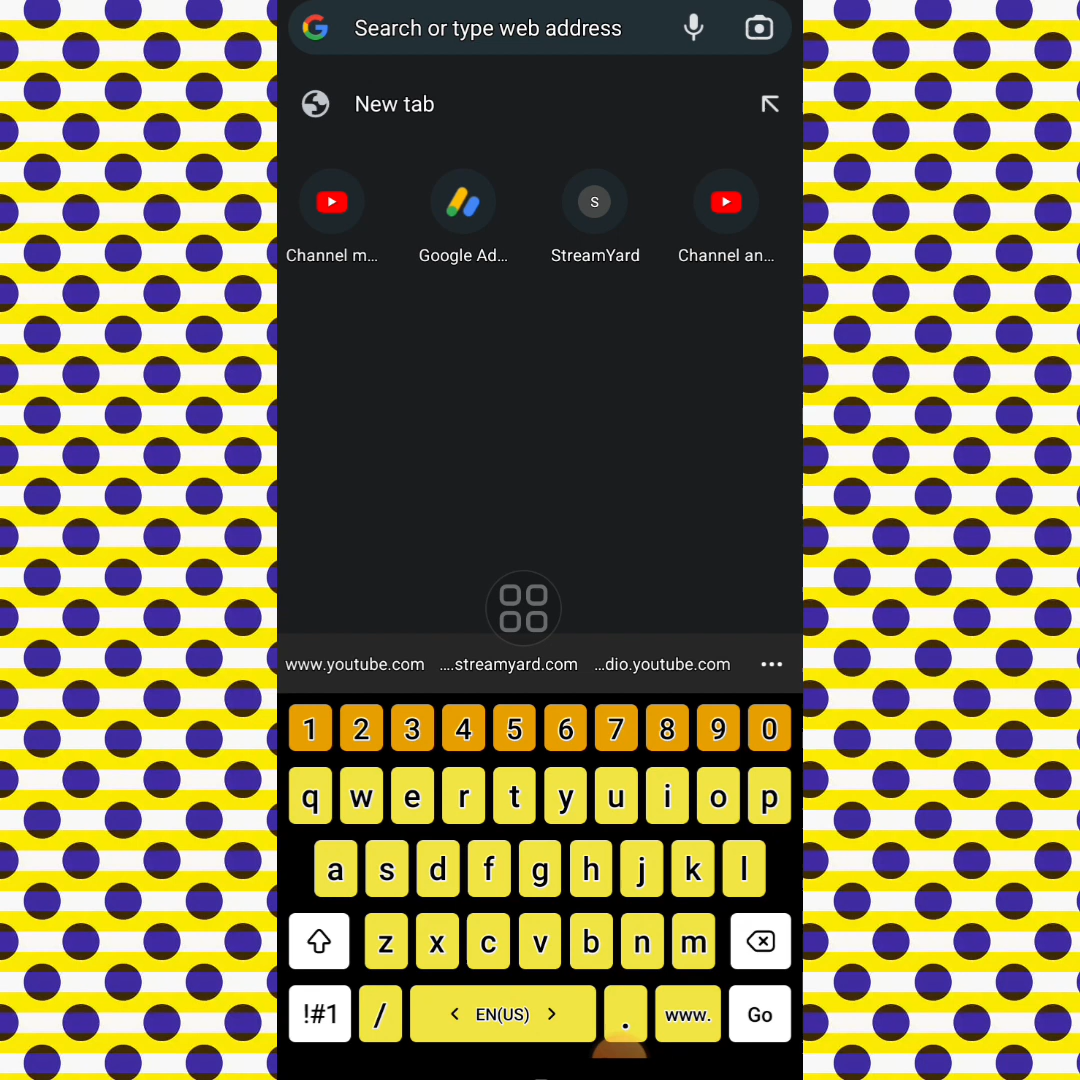 Search or type web address
New tab
S
Channel m... Google Ad... StreamYard Channel an...
www.youtube.com ....streamyard.com ...dio.youtube.com
1 2 3 4 5 6 7 8 9 0
q w e r t y u i o p
a s d f g h j k l
z x c v b n m
!#1 / < EN(US) > . www. Go